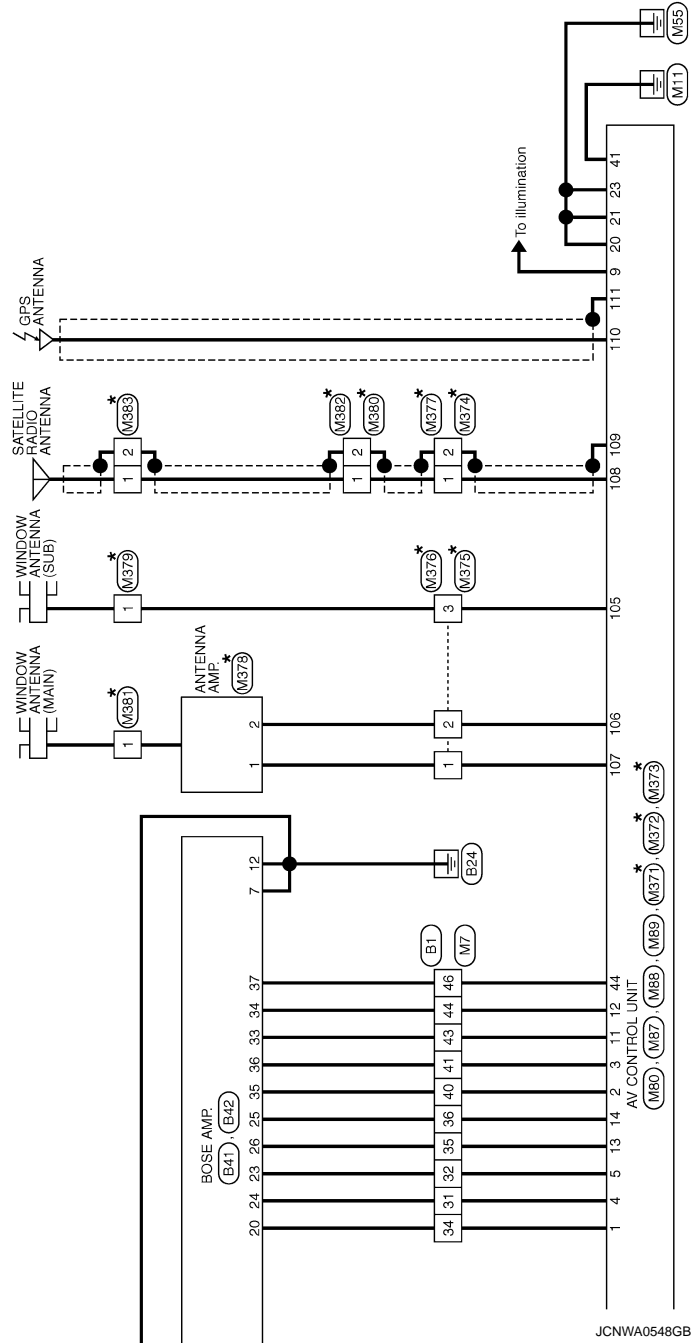 M55
M11
41
23
21
20
9
To illumination
111
110
GPS
ANTENNA
SATELLITE
RADIO
ANTENNA
*
M383
1 2
*
M382
*
M380
1 2
*
M377
*
M374
1 2
109
108
WINDOW
ANTENNA
(SUB)
*
M379
1
*
M376
*
M375
3
105
WINDOW
ANTENNA
(MAIN)
*
M381
1
ANTENNA
AMP.
*
M378
1 2
1 2
107 106
7 12
B24
BOSE AMP.
B41 , B42
20 24 23 26 25 35 36 33 34 37
B1
M7
34 31 32 35 36 40 41 43 44 46
1 4 5 13 14 2 3 11 12 44
AV CONTROL UNIT
M80 , M87 , M88 , M89 , M371 * , M372 * , M373 *
JCNWA0548GB